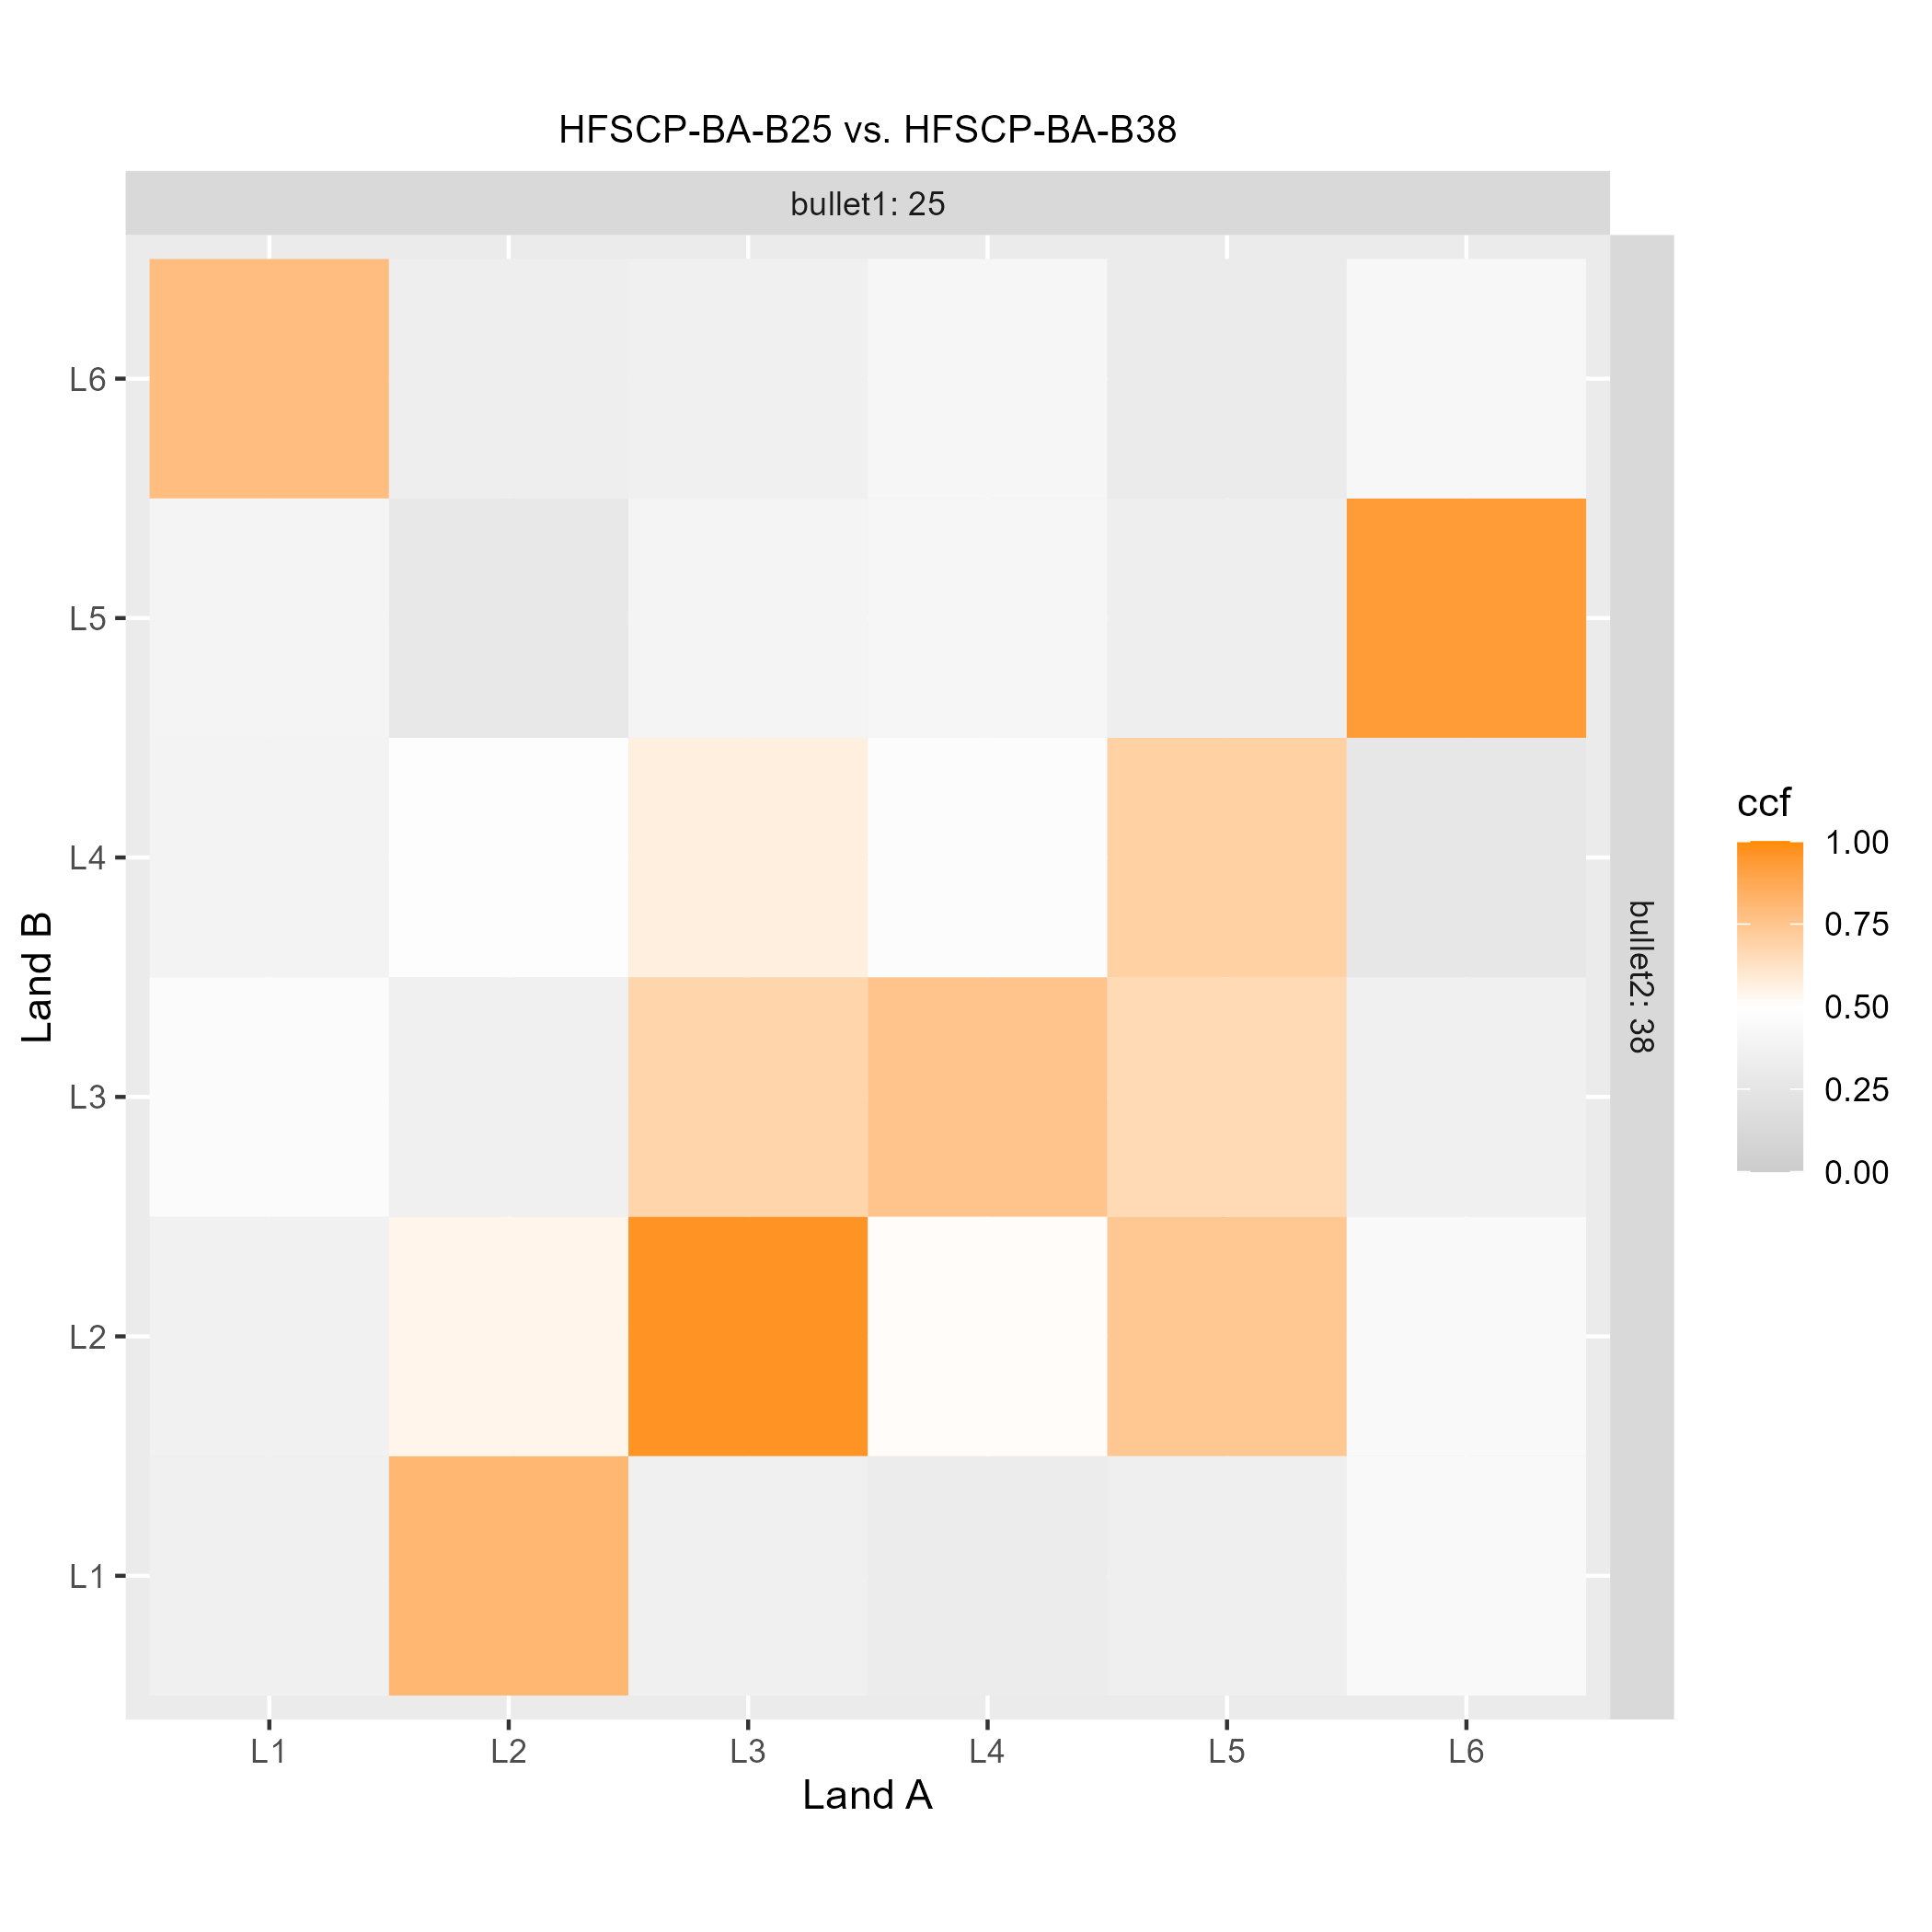 HFSCP-BA-B25 vs. HFSCP-BA-B38
bullet1: 25
L6
L5
L4
L3
L2
L1
Land B
L1 L2 L3 L4 L5 L6
Land A
bullet2: 38
ccf
1.00
0.75
0.50
0.25
0.00